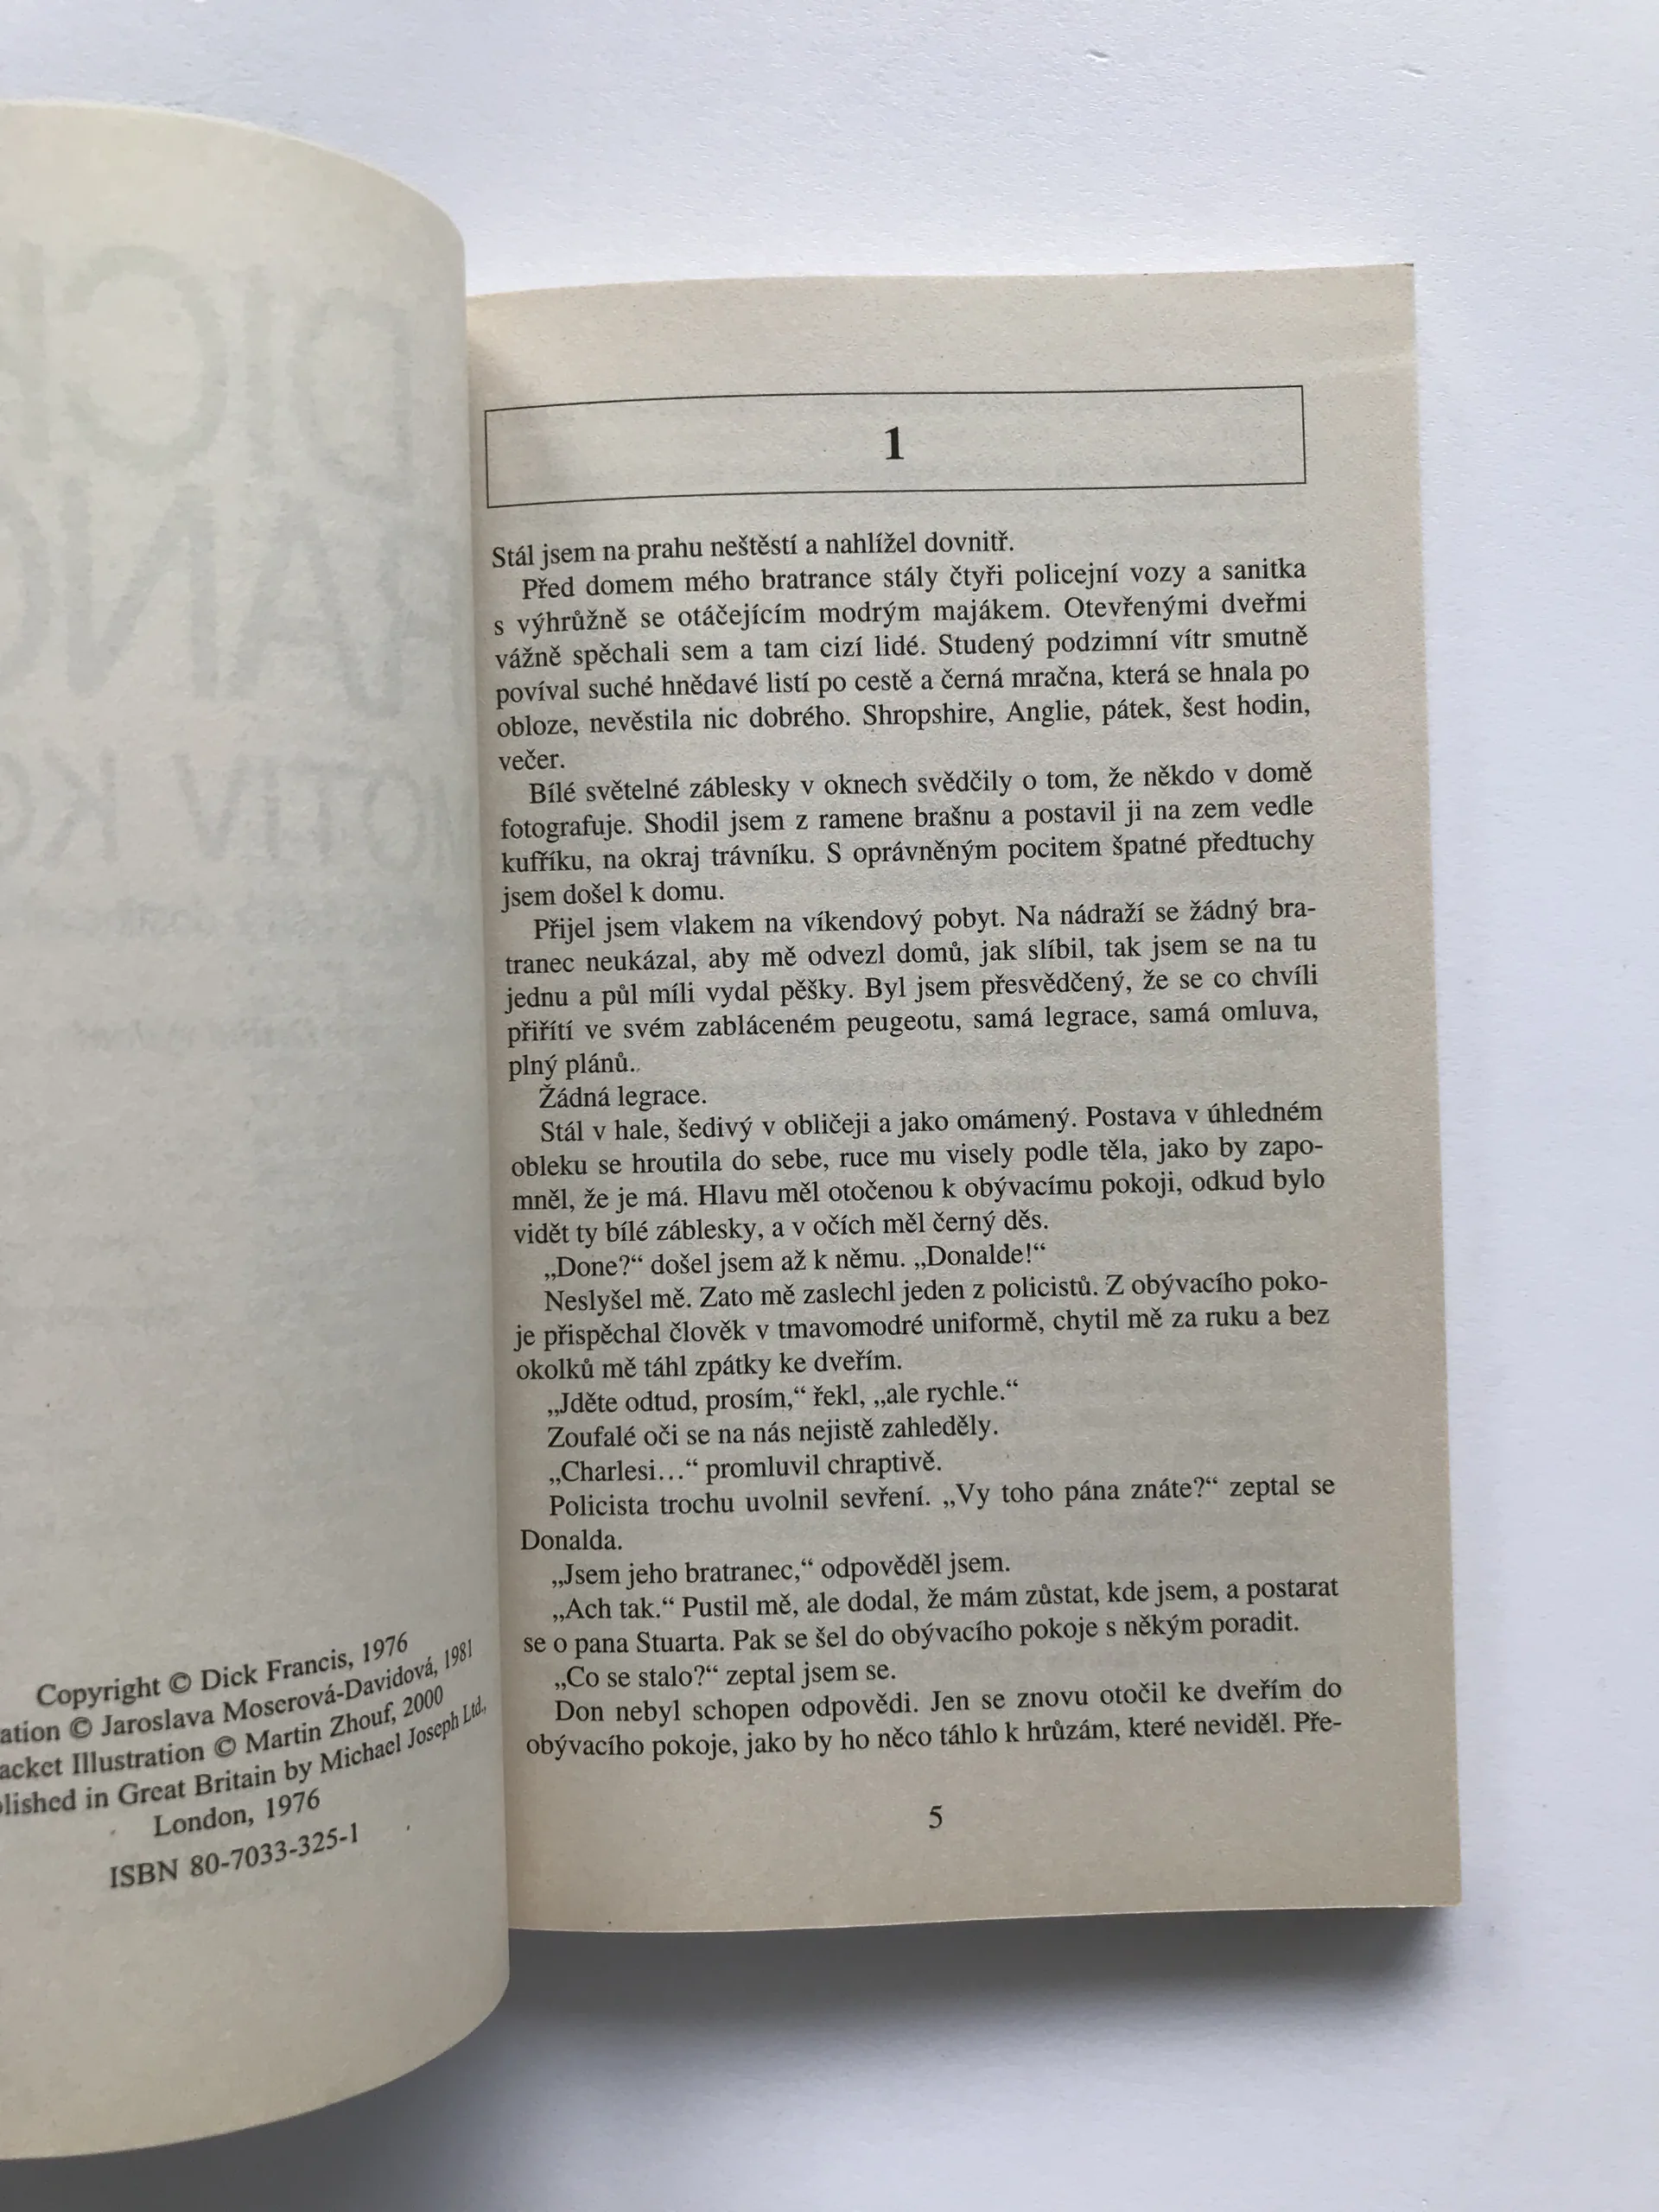 Copyright © Dick Francis, 1976
ation © Jaroslava Moserová-Davidová, 1981
acket Illustration © Martin Zhouf, 2000
lished in Great Britain by Michael Joseph Ltd.,
London, 1976
ISBN 80-7033-325-1
1
Stál jsem na prahu neštěstí a nahlížel dovnitř.
Před domem mého bratrance stály čtyři policejní vozy a sanitka
s výhrůžně se otáčejícím modrým majákem. Otevřenými dveřmi
vážně spěchali sem a tam cizí lidé. Studený podzimní vítr smutně
povíval suché hnědavé listí po cestě a černá mračna, která se hnala po
obloze, nevěstila nic dobrého. Shropshire, Anglie, pátek, šest hodin,
večer.
Bílé světelné záblesky v oknech svědčily o tom, že někdo v domě
fotografuje. Shodil jsem z ramene brašnu a postavil ji na zem vedle
kufříku, na okraj trávníku. S oprávněným pocitem špatné předtuchy
jsem došel k domu.
Přijel jsem vlakem na víkendový pobyt. Na nádraží se žádný bra-
tranec neukázal, aby mě odvezl domů, jak slíbil, tak jsem se na tu
jednu a půl míli vydal pěšky. Byl jsem přesvědčený, že se co chvíli
přiřítí ve svém zabláceném peugeotu, samá legrace, samá omluva,
plný plánů.
Žádná legrace.
Stál v hale, šedivý v obličeji a jako omámený. Postava v úhledném
obleku se hroutila do sebe, ruce mu visely podle těla, jako by zapo-
mněl, že je má. Hlavu měl otočenou k obývacímu pokoji, odkud bylo
vidět ty bílé záblesky, a v očích měl černý děs.
„Done?“ došel jsem až k němu. „Donalde!“
Neslyšel mě. Zato mě zaslechl jeden z policistů. Z obývacího poko-
je přispěchal člověk v tmavomodré uniformě, chytil mě za ruku a bez
okolků mě táhl zpátky ke dveřím.
„Jděte odtud, prosím,“ řekl, „ale rychle.“
Zoufalé oči se na nás nejistě zahleděly.
„Charlesi…“ promluvil chraptivě.
Policista trochu uvolnil sevření. „Vy toho pána znáte?“ zeptal se
Donalda.
„Jsem jeho bratranec,“ odpověděl jsem.
„Ach tak.“ Pustil mě, ale dodal, že mám zůstat, kde jsem, a postarat
se o pana Stuarta. Pak se šel do obývacího pokoje s někým poradit.
„Co se stalo?“ zeptal jsem se.
Don nebyl schopen odpovědi. Jen se znovu otočil ke dveřím do
obývacího pokoje, jako by ho něco táhlo k hrůzám, které neviděl. Pře-
5